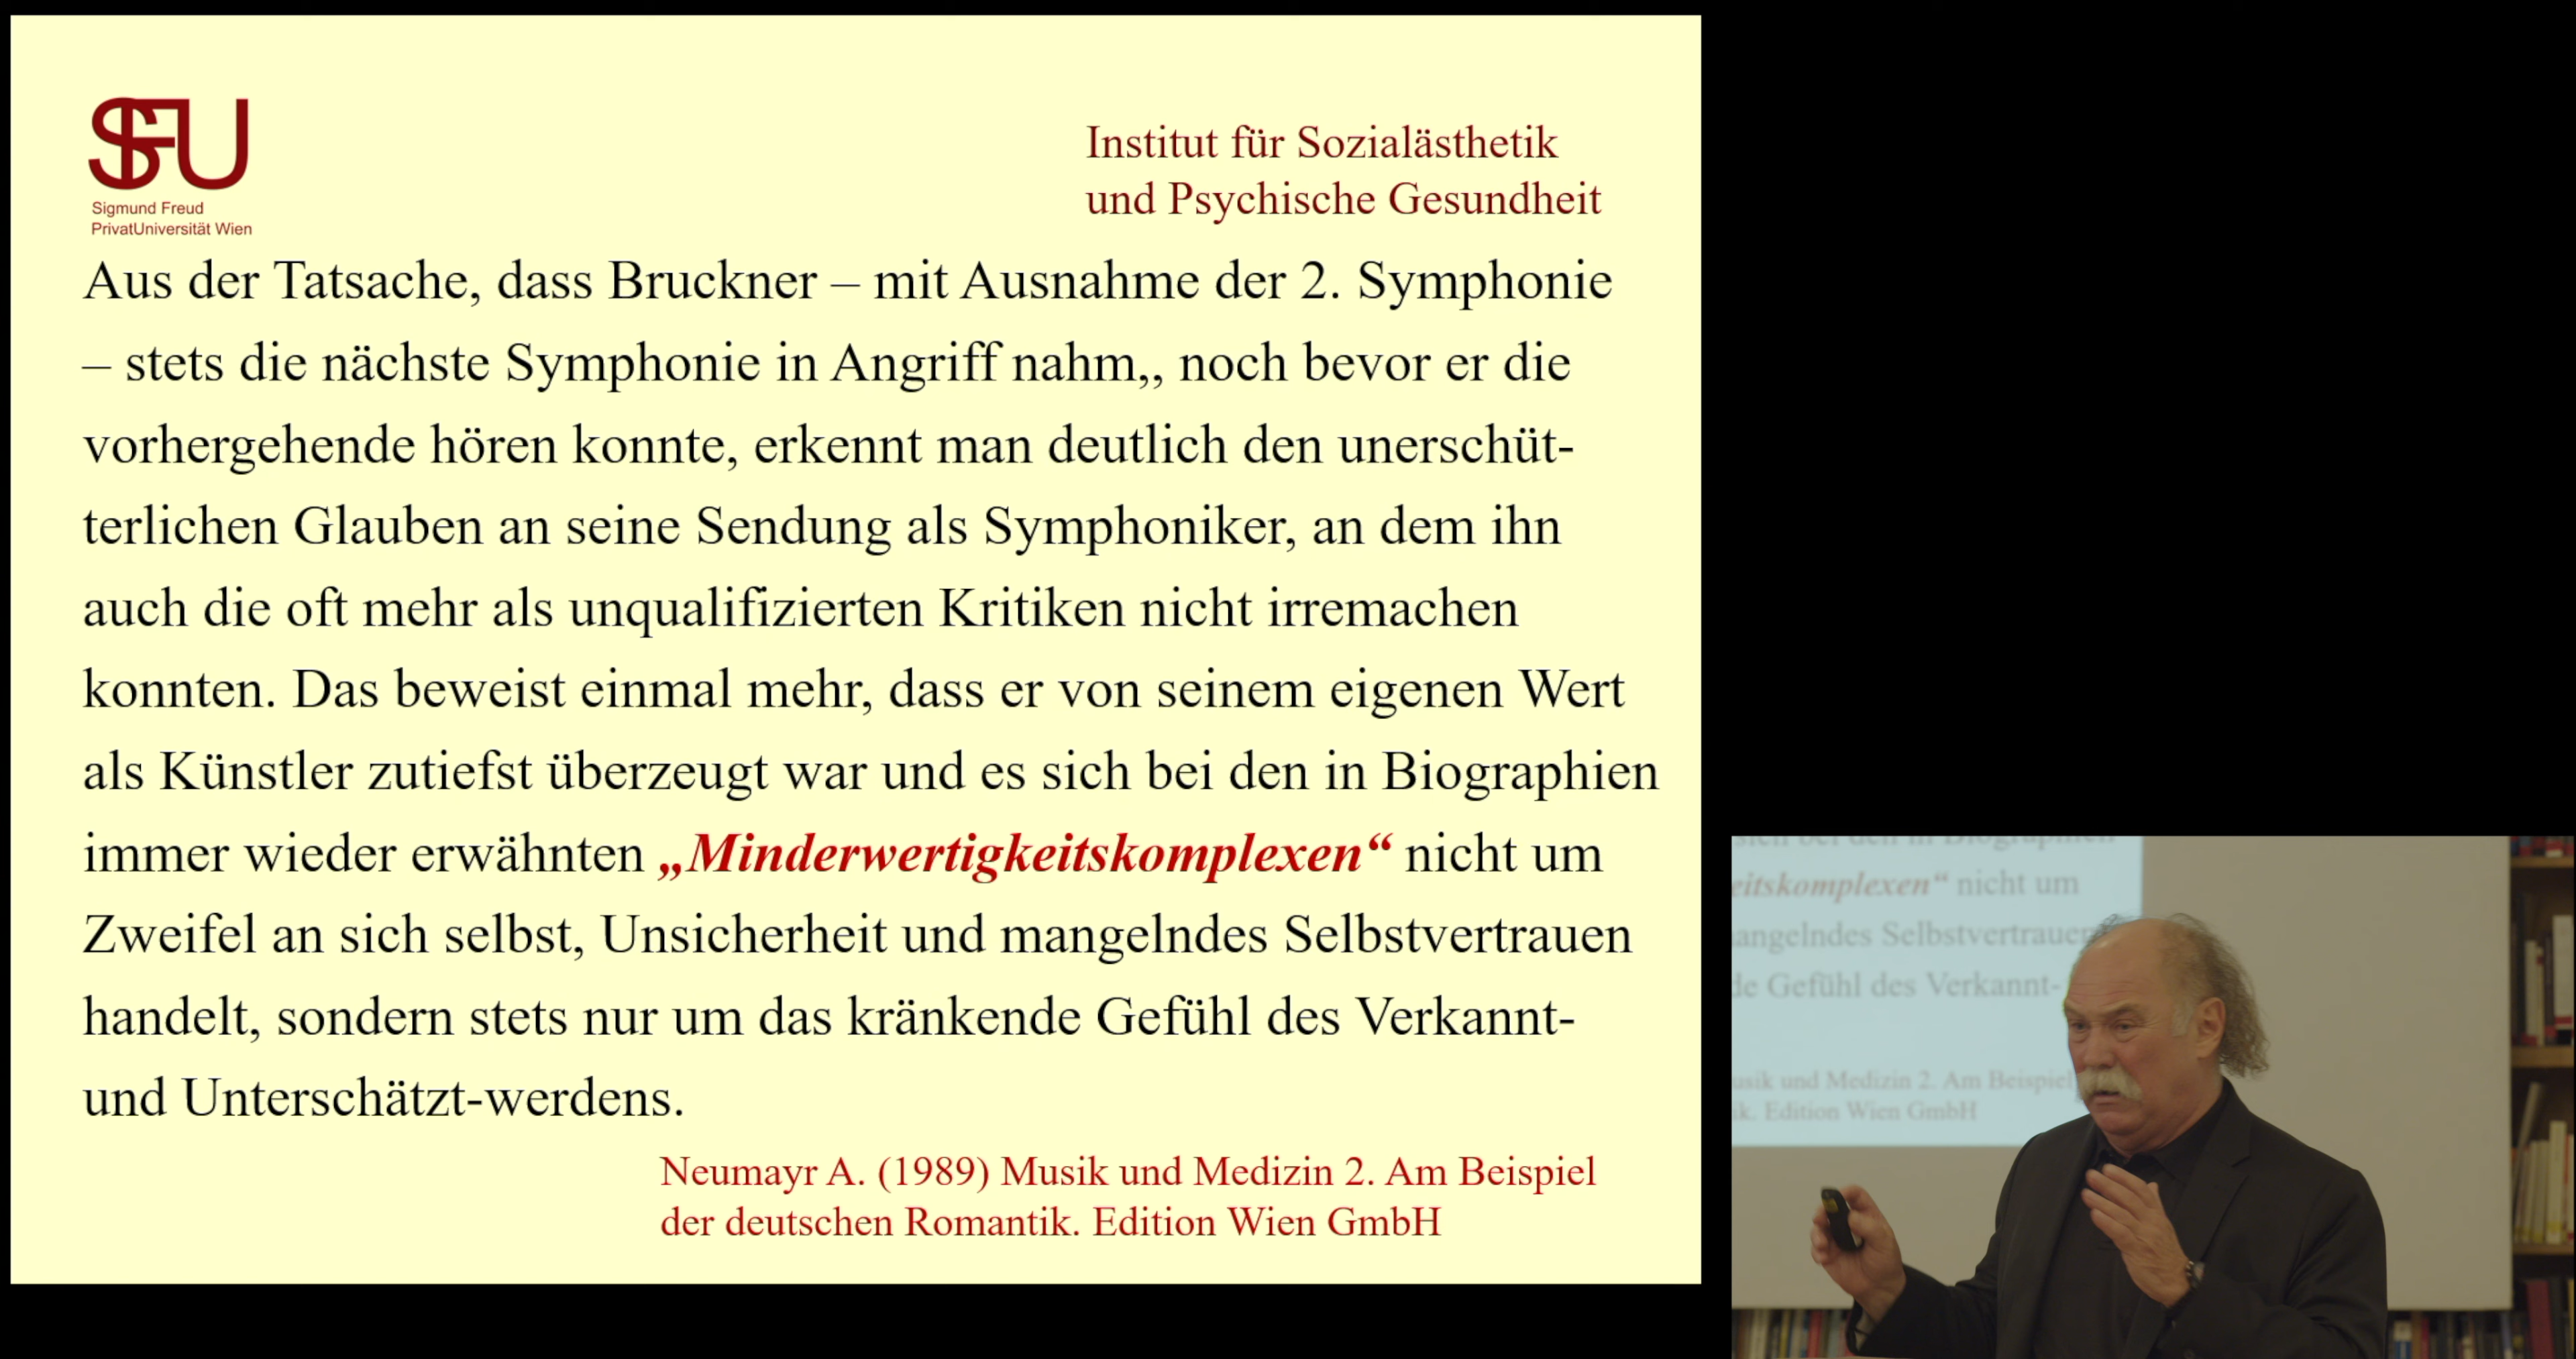 SFU
Sigmund Freud
PrivatUniversität Wien
Institut für Sozialästhetik
und Psychische Gesundheit
Aus der Tatsache, dass Bruckner – mit Ausnahme der 2. Symphonie
– stets die nächste Symphonie in Angriff nahm,, noch bevor er die
vorhergehende hören konnte, erkennt man deutlich den unerschüt-
terlichen Glauben an seine Sendung als Symphoniker, an dem ihn
auch die oft mehr als unqualifizierten Kritiken nicht irremachen
konnten. Das beweist einmal mehr, dass er von seinem eigenen Wert
als Künstler zutiefst überzeugt war und es sich bei den in Biographien
immer wieder erwähnten „Minderwertigkeitskomplexen“ nicht um
Zweifel an sich selbst, Unsicherheit und mangelndes Selbstvertrauen
handelt, sondern stets nur um das kränkende Gefühl des Verkannt-
und Unterschätzt-werdens.
Neumayr A. (1989) Musik und Medizin 2. Am Beispiel
der deutschen Romantik. Edition Wien GmbH
eitskomplexen“ nicht um
angelndes Selbstvertrauen
de Gefühl des Verkannt-
usik und Medizin 2. Am Beispiel
k. Edition Wien GmbH